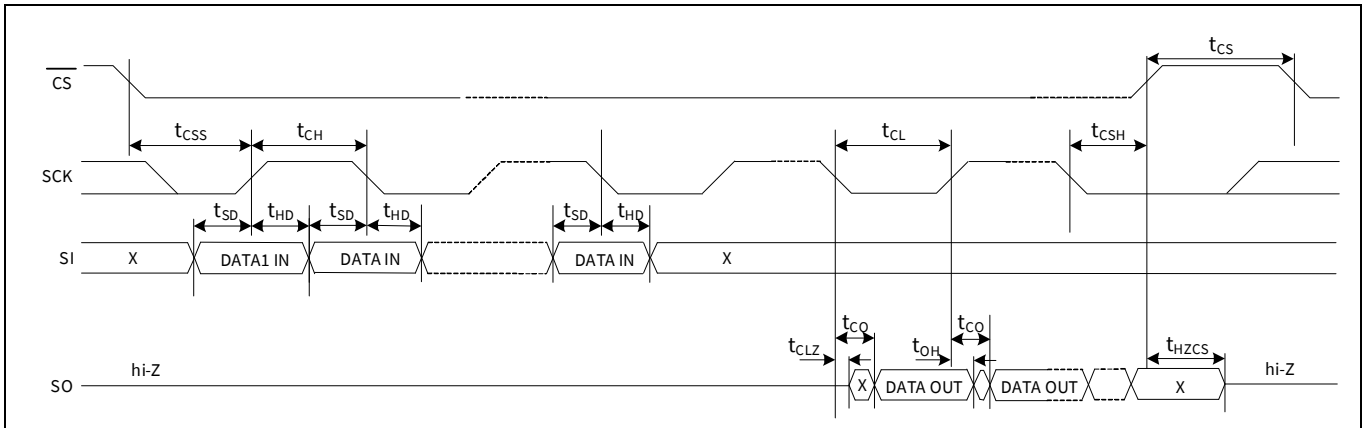 tCS
CS
tCSS tCH tCL tCSH
SCK
tSD tHD tSD tHD tSD tHD
SI X DATA1 IN DATA IN DATA IN X
tCO tCO
tCLZ tOH tHZCS
hi-Z hi-Z
SO X DATA OUT DATA OUT X